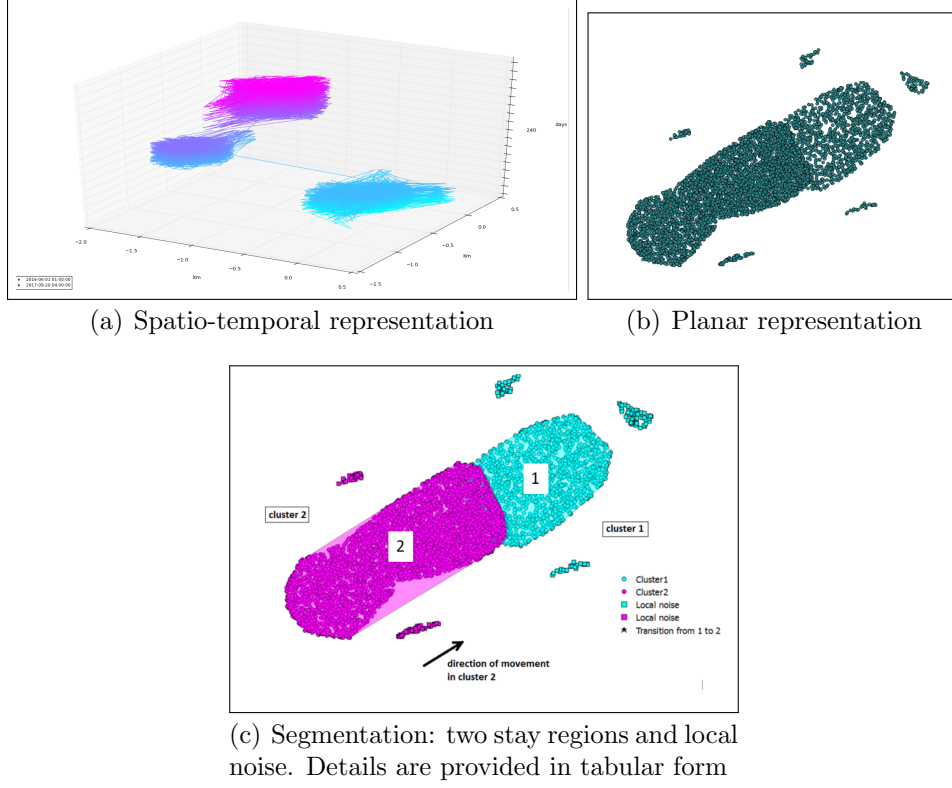 days
240
0.5
0.0
−0.5
−1.0
−1.5
Km
−2.0
−1.5
−1.0
−0.5
0.0
0.5
Km
2016-06-01 01:00:00
2017-09-20 04:00:00
(a) Spatio-temporal representation
(b) Planar representation
1
2
cluster 2
cluster 1
Cluster1
Cluster2
Local noise
Local noise
Transition from 1 to 2
direction of movement
in cluster 2
(c) Segmentation: two stay regions and local
noise. Details are provided in tabular form